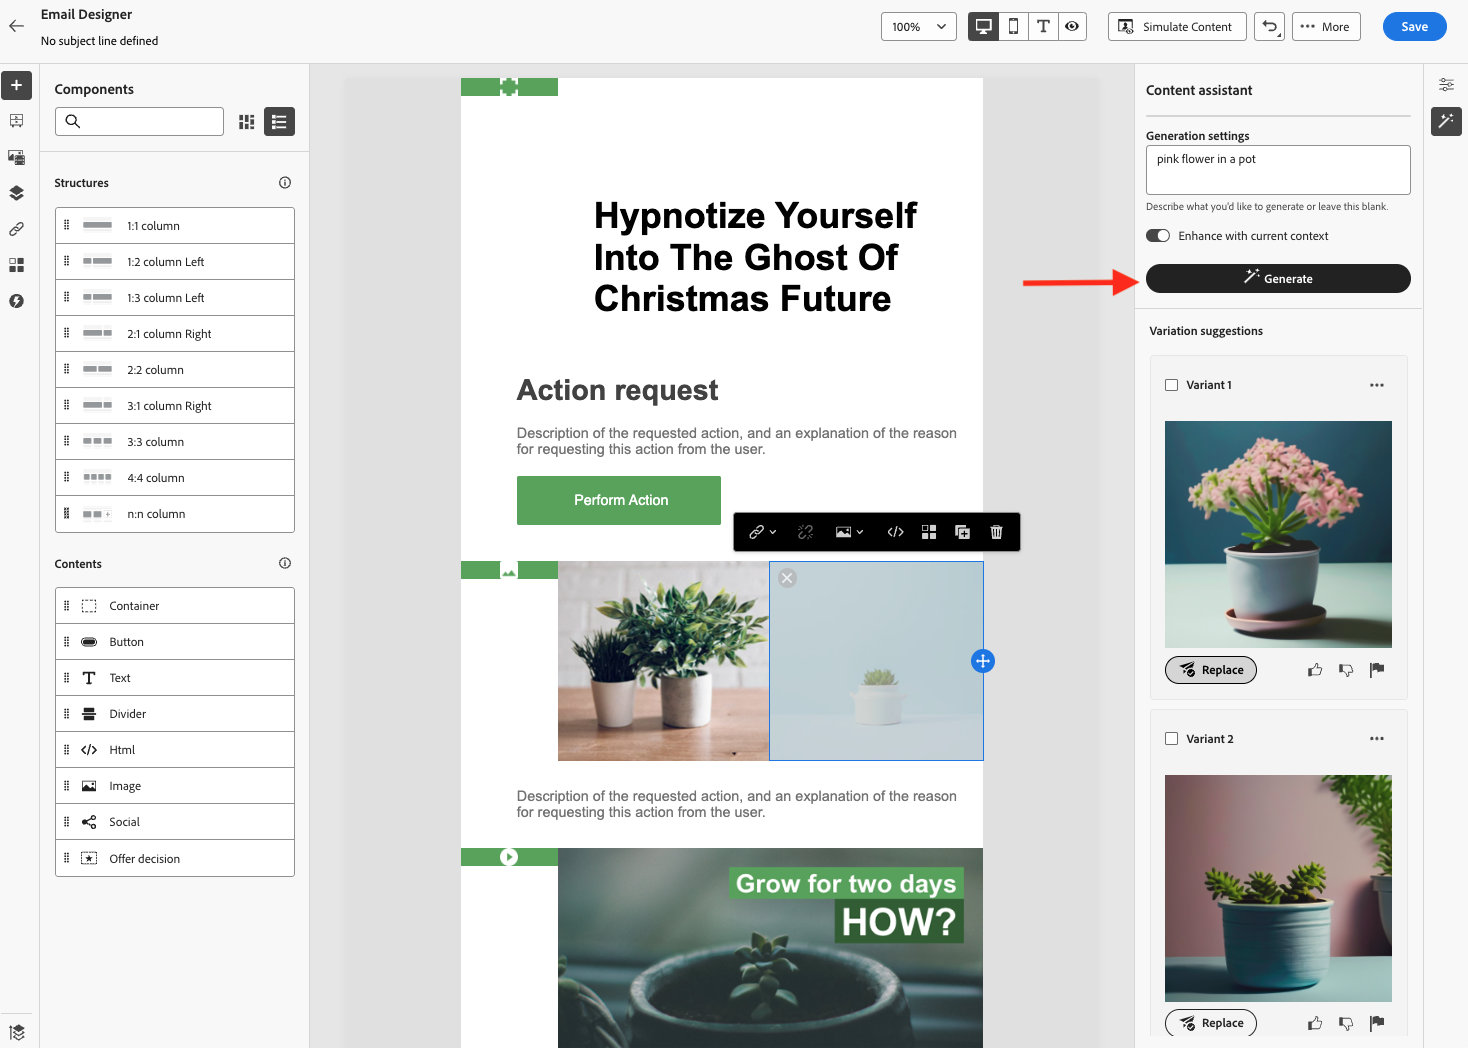 Email Designer
No subject line defined
100%
Simulate Content
More
Save
Components
Structures
1:1 column
1:2 column Left
1:3 column Left
2:1 column Right
2:2 column
3:1 column Right
3:3 column
4:4 column
n:n column
Contents
Container
Button
Text
Divider
Html
Image
Social
Offer decision
Hypnotize Yourself
Into The Ghost Of
Christmas Future
Action request
Description of the requested action, and an explanation of the reason
for requesting this action from the user.
Perform Action
Description of the requested action, and an explanation of the reason
for requesting this action from the user.
Grow for two days
HOW?
Content assistant
Generation settings
pink flower in a pot
Describe what you'd like to generate or leave this blank.
Enhance with current context
Generate
Variation suggestions
Variant 1
Replace
Variant 2
Replace